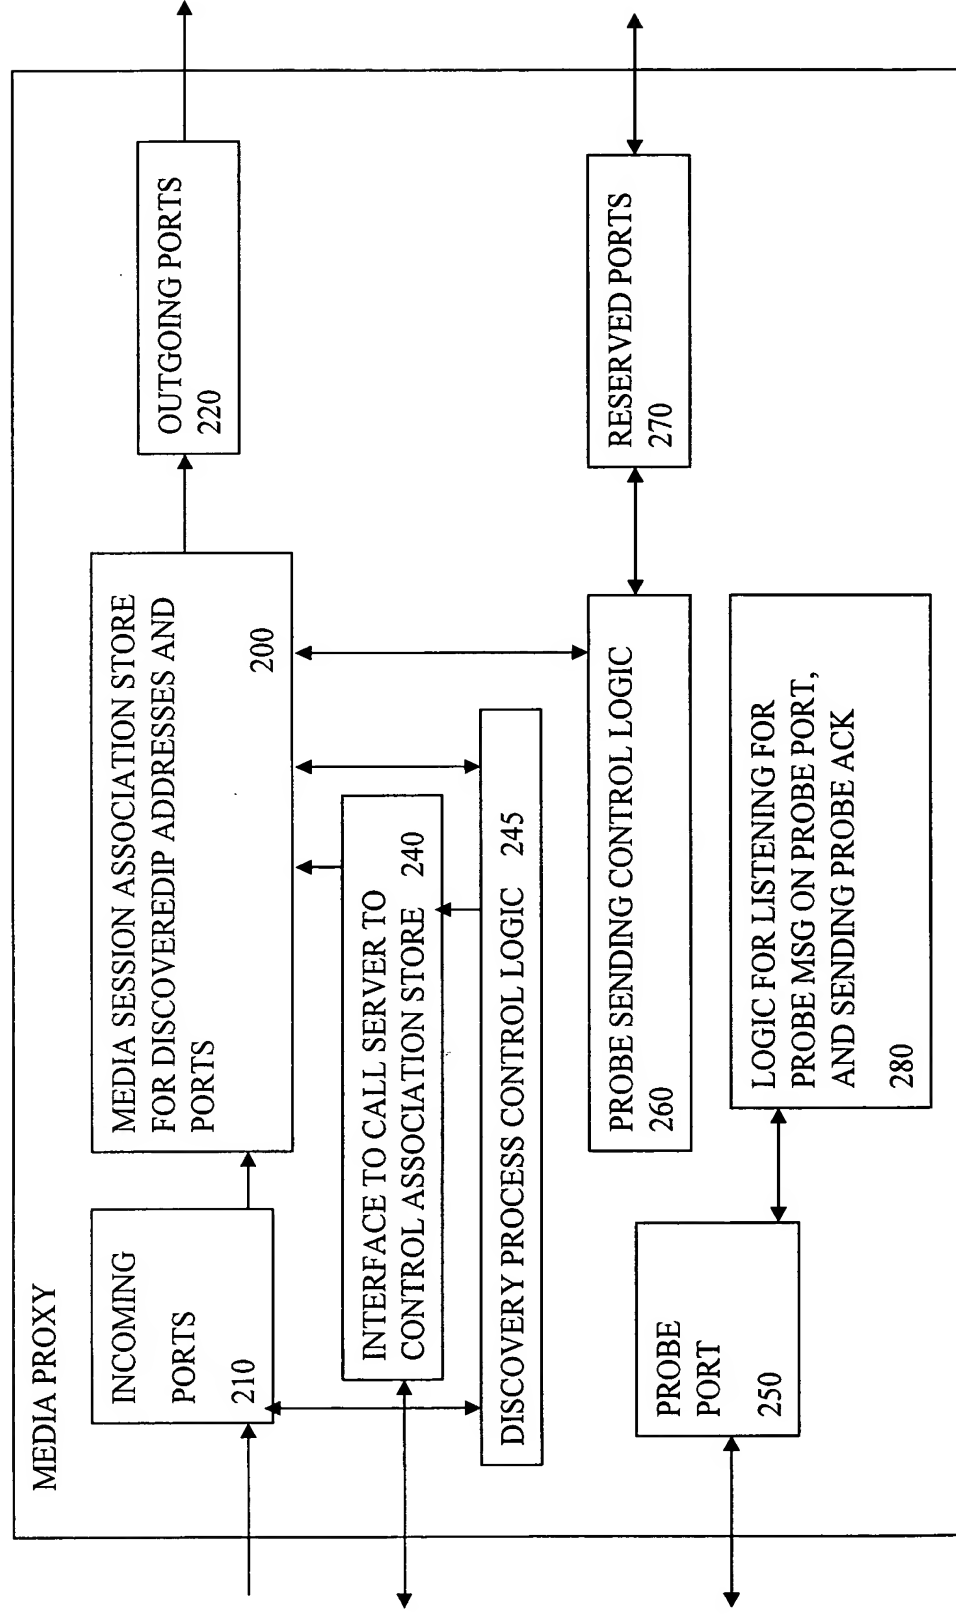 MEDIA PROXY
INCOMING
PORTS
210
MEDIA SESSION ASSOCIATION STORE
FOR DISCOVEREDIP ADDRESSES AND
PORTS
200
OUTGOING PORTS
220
INTERFACE TO CALL SERVER TO
CONTROL ASSOCIATION STORE 240
DISCOVERY PROCESS CONTROL LOGIC 245
PROBE SENDING CONTROL LOGIC
260
RESERVED PORTS
270
PROBE
PORT
250
LOGIC FOR LISTENING FOR
PROBE MSG ON PROBE PORT,
AND SENDING PROBE ACK
280